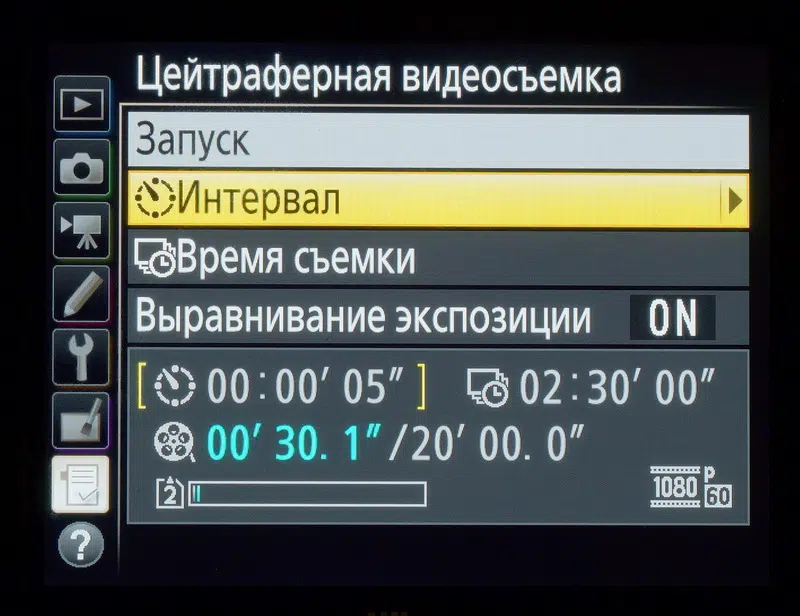 Цейтраферная видеосъемка
Запуск
Интервал
Время съемки
Выравнивание экспозиции ON
[00:00′ 05″] 02:30′ 00″
00′ 30. 1″/20′ 00. 0″
2 1080 P 60
?